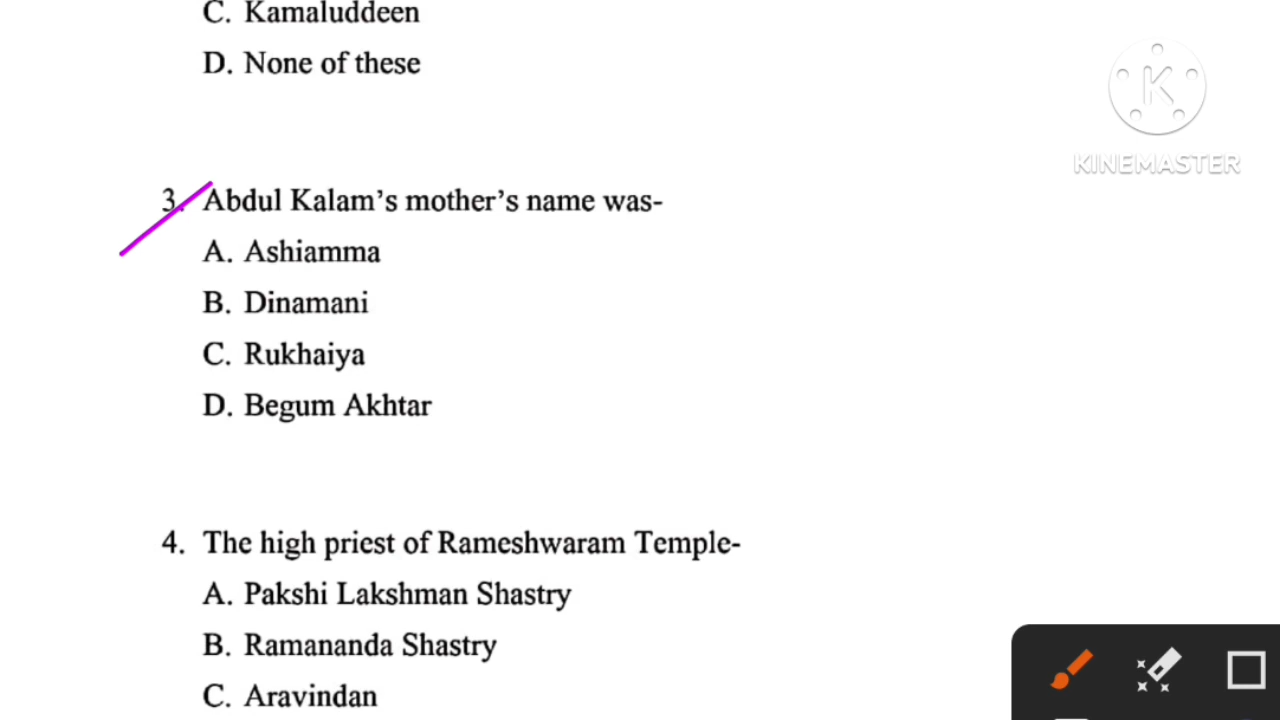 C. Kamaluddeen
D. None of these
KINEMASTER
3. Abdul Kalam’s mother’s name was-
A. Ashiamma
B. Dinamani
C. Rukhaiya
D. Begum Akhtar
4. The high priest of Rameshwaram Temple-
A. Pakshi Lakshman Shastry
B. Ramananda Shastry
C. Aravindan